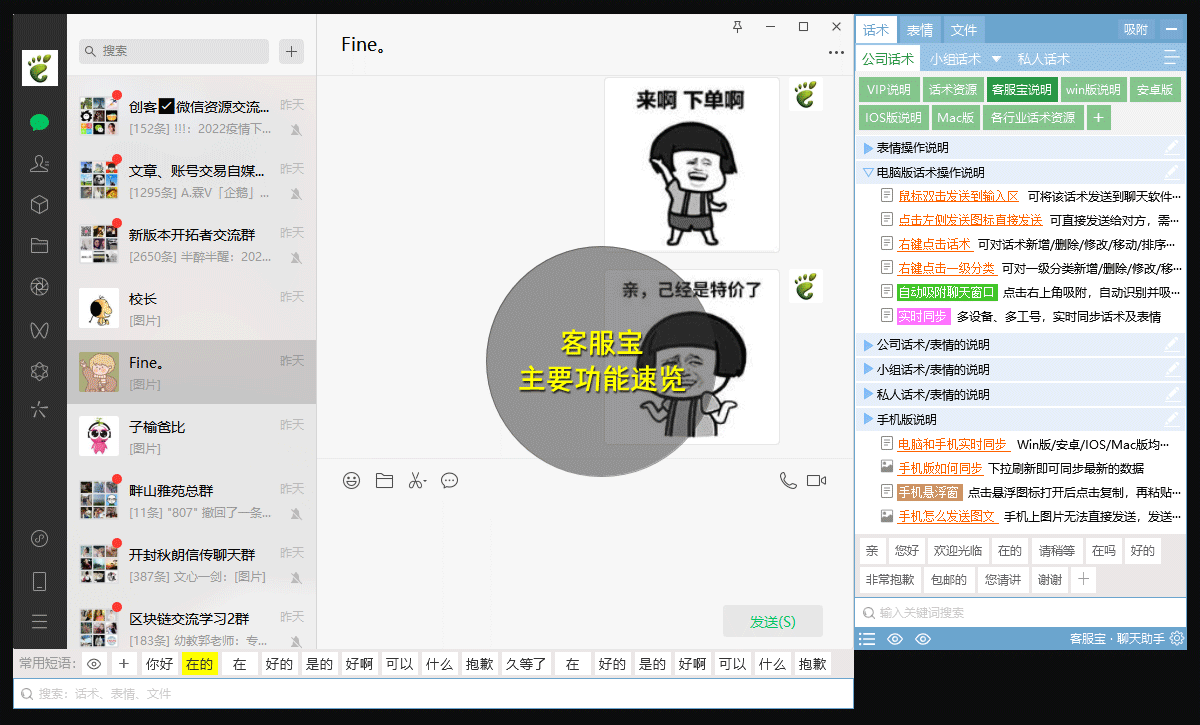 搜索
创客✅微信资源交流...
昨天
[152条] !!!：2022疫情下...
文章、账号交易自媒...
昨天
[1295条] A.霖V「企鹅」...
新版本开拓者交流群
昨天
[2650条] 半醉半醒：202...
校长
昨天
[图片]
Fine。
昨天
[图片]
子榆爸比
昨天
[图片]
畔山雅苑总群
昨天
[11条] "807" 撤回了一条...
开封秋朗信传聊天群
昨天
[387条] 文心一剑：[图片]
区块链交流学习2群
昨天
[183条] 幼教郭老师：专...
Fine。
来啊 下单啊
亲，己经是特价了
客服宝
主要功能速览
发送(S)
常用短语：
+ 你好 在的 在 好的 是的 好啊 可以 什么 抱歉 久等了 在 好的 是的 好啊 可以 什么 抱歉
搜索：话术、表情、文件
话术 表情 文件 吸附
公司话术 小组话术 私人话术
VIP说明 话术资源 客服宝说明 win版说明 安卓版
IOS版说明 Mac版 各行业话术资源 +
表情操作说明
电脑版话术操作说明
鼠标双击发送到输入区 可将该话术发送到聊天软件...
点击左侧发送图标直接发送 可直接发送给对方，需...
右键点击话术 可对话术新增/删除/修改/移动/排序...
右键点击一级分类 可对一级分类新增/删除/修改/移...
自动吸附聊天窗口 点击右上角吸附，自动识别并吸...
实时同步 多设备、多工号，实时同步话术及表情
公司话术/表情的说明
小组话术/表情的说明
私人话术/表情的说明
手机版说明
电脑和手机实时同步 Win版/安卓/IOS/Mac版均...
手机版如何同步 下拉刷新即可同步最新的数据
手机悬浮窗 点击悬浮图标打开后点击复制，再粘贴...
手机怎么发送图文 手机上图片无法直接发送，发送...
亲 您好 欢迎光临 在的 请稍等 在吗 好的
非常抱歉 包邮的 您请讲 谢谢 +
输入关键词搜索
客服宝 · 聊天助手